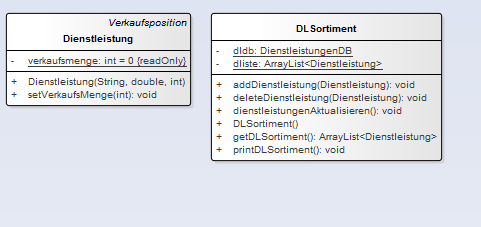 Verkaufsposition
Dienstleistung
- verkaufsmenge: int = 0 {readOnly}
+ Dienstleistung(String, double, int)
+ setVerkaufsMenge(int): void
DLSortiment
- dldb: DienstleistungenDB
- dliste: ArrayList<Dienstleistung>
+ addDienstleistung(Dienstleistung): void
+ deleteDienstleistung(Dienstleistung): void
+ dienstleistungenAktualisieren(): void
+ DLSortiment()
+ getDLSortiment(): ArrayList<Dienstleistung>
+ printDLSortiment(): void